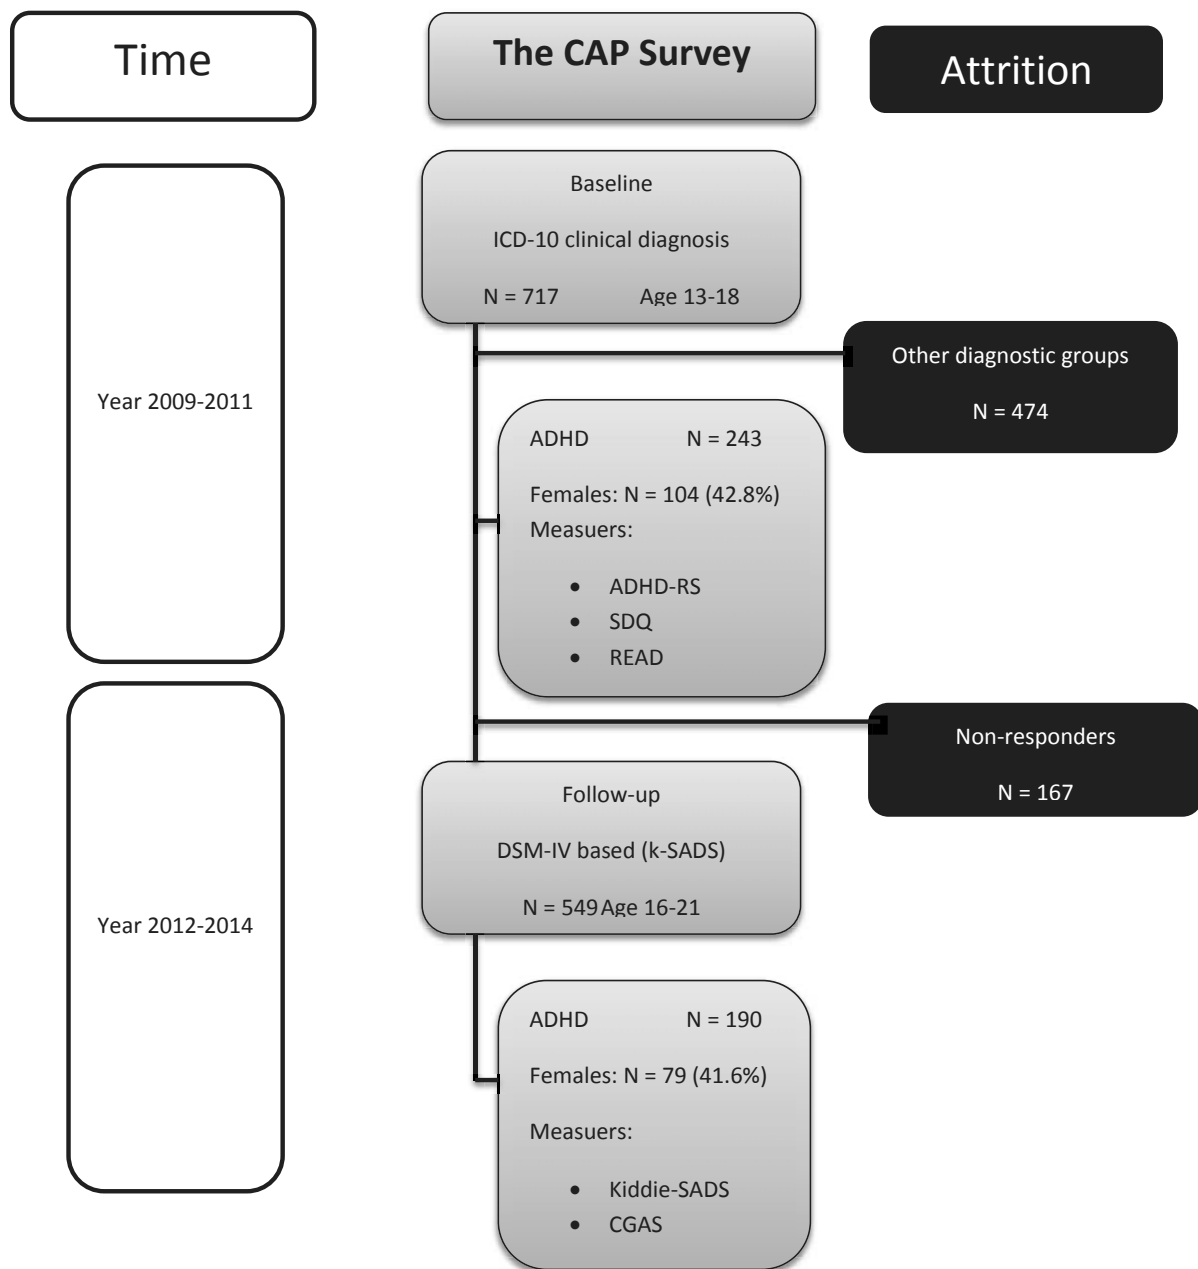 Time
The CAP Survey
Attrition
Baseline
ICD-10 clinical diagnosis
N = 717 Age 13-18
Other diagnostic groups
N = 474
Year 2009-2011
ADHD N = 243
Females: N = 104 (42.8%)
Measuers:
• ADHD-RS
• SDQ
• READ
Non-responders
N = 167
Follow-up
DSM-IV based (k-SADS)
N = 549 Age 16-21
Year 2012-2014
ADHD N = 190
Females: N = 79 (41.6%)
Measuers:
• Kiddie-SADS
• CGAS